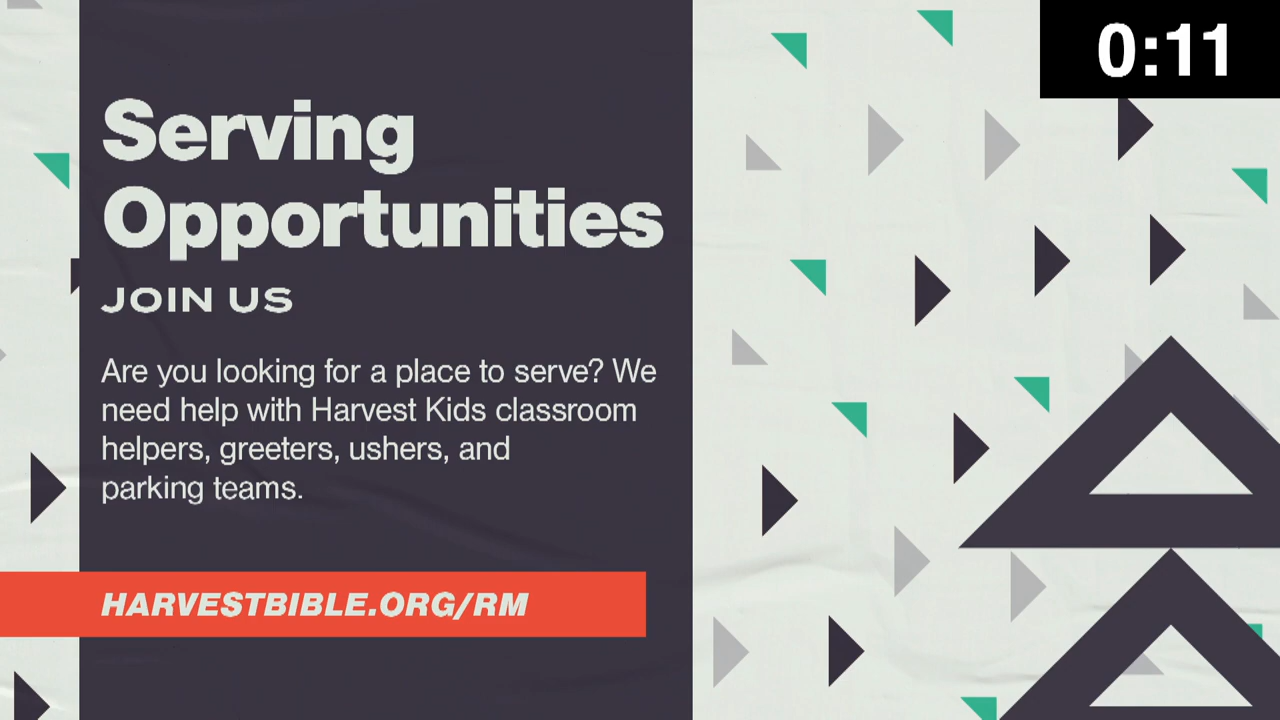 0:11
Serving
Opportunities
JOIN US
Are you looking for a place to serve? We
need help with Harvest Kids classroom
helpers, greeters, ushers, and
parking teams.
HARVESTBIBLE.ORG/RM